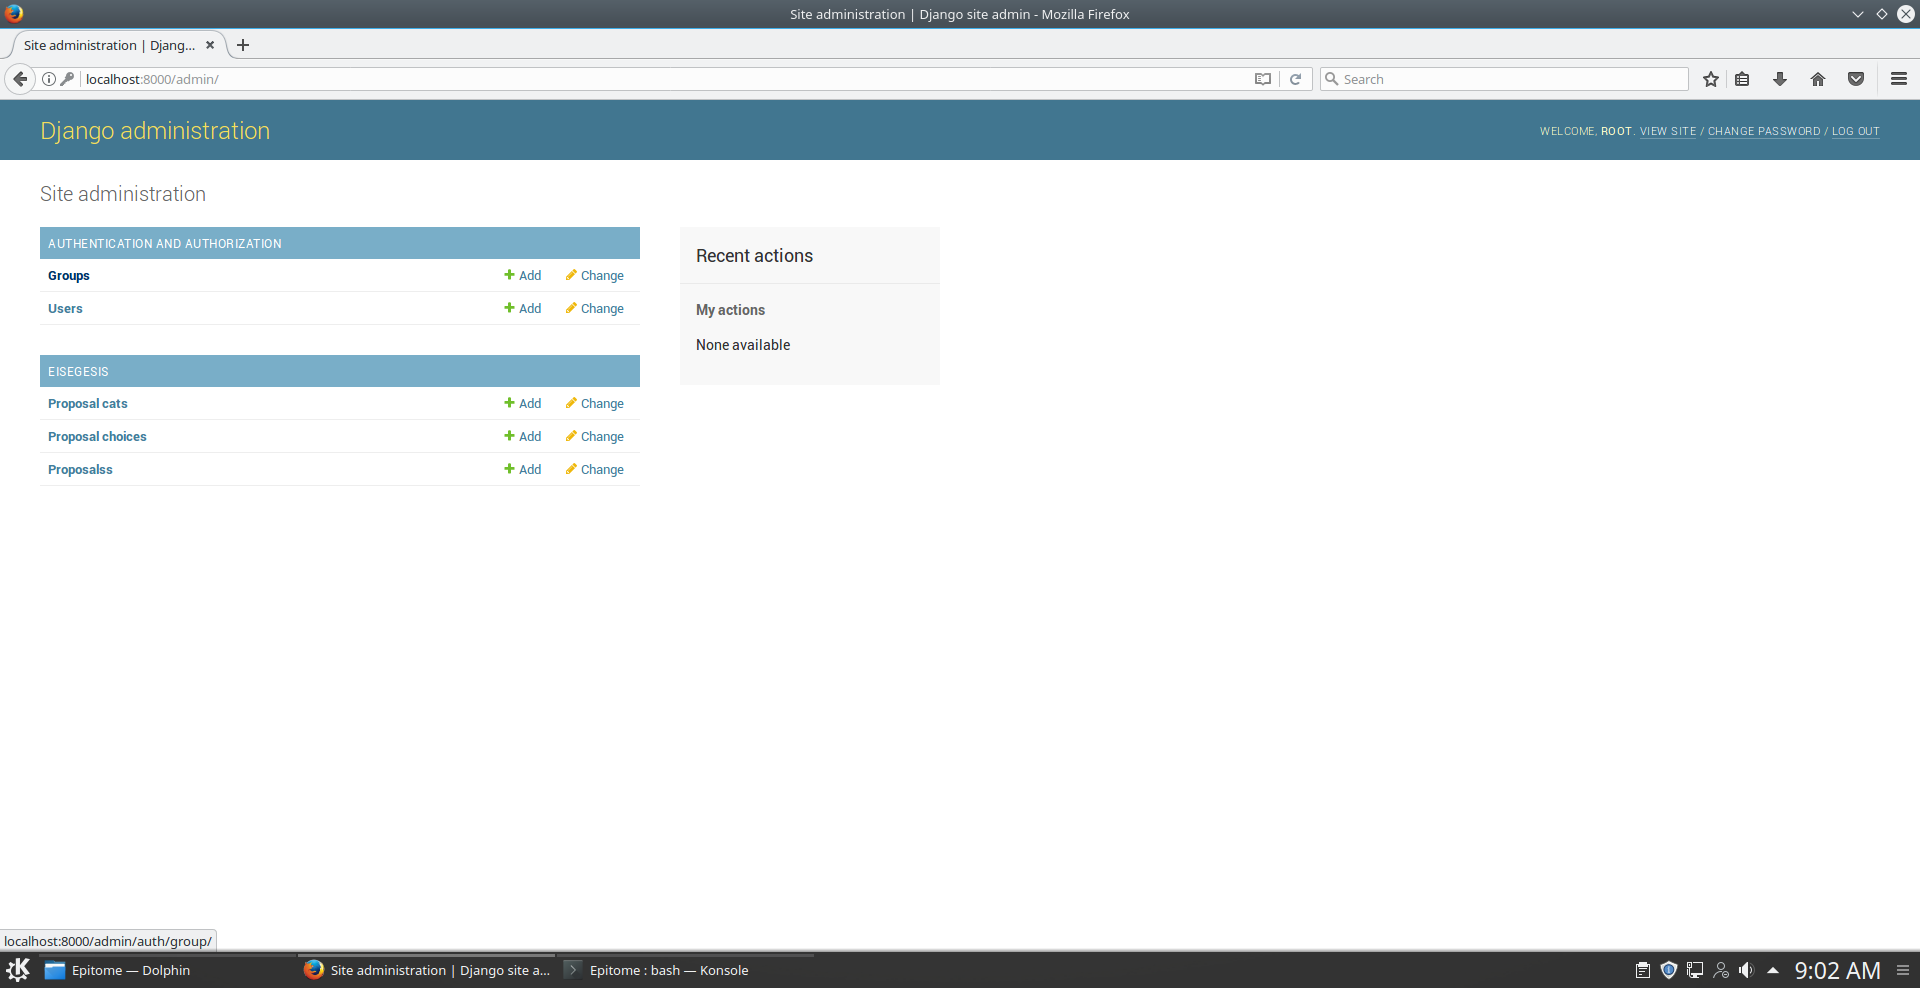 Site administration | Django site admin - Mozilla Firefox
Site administration | Djang...
localhost:8000/admin/
Search
Django administration
WELCOME, ROOT. VIEW SITE / CHANGE PASSWORD / LOG OUT
Site administration
AUTHENTICATION AND AUTHORIZATION
Groups Add Change
Users Add Change
EISEGESIS
Proposal cats Add Change
Proposal choices Add Change
Proposalss Add Change
Recent actions
My actions
None available
localhost:8000/admin/auth/group/
Epitome — Dolphin
Site administration | Django site a...
Epitome : bash — Konsole
9:02 AM